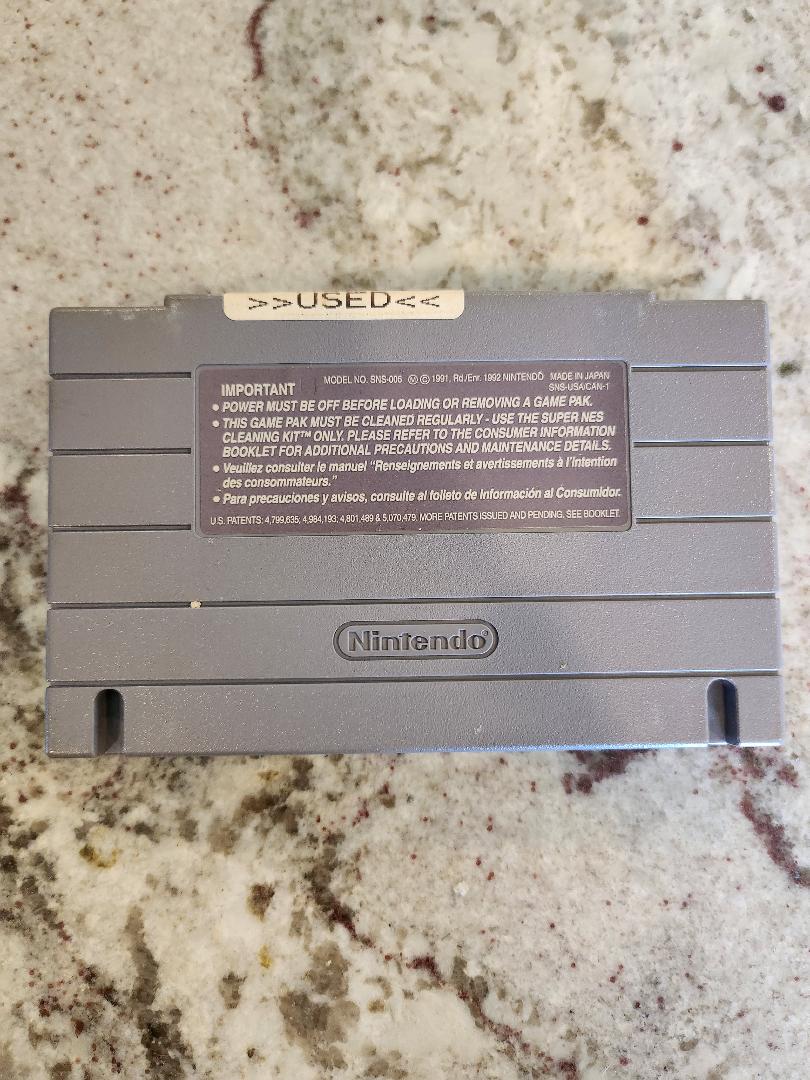 >>USED<<
MODEL NO. SNS-006 Ⓜ © 1991, Rd./Enr. 1992 NINTENDO MADE IN JAPAN
IMPORTANT SNS-USA/CAN-1
• POWER MUST BE OFF BEFORE LOADING OR REMOVING A GAME PAK.
• THIS GAME PAK MUST BE CLEANED REGULARLY - USE THE SUPER NES
CLEANING KIT™ ONLY. PLEASE REFER TO THE CONSUMER INFORMATION
BOOKLET FOR ADDITIONAL PRECAUTIONS AND MAINTENANCE DETAILS.
• Veuillez consulter le manuel "Renseignements et avertissements à l'intention
des consommateurs."
• Para precauciones y avisos, consulte al folleto de Información al Consumidor.
U.S. PATENTS: 4,799,635; 4,984,193; 4,801,489 & 5,070,479. MORE PATENTS ISSUED AND PENDING. SEE BOOKLET.
Nintendo®